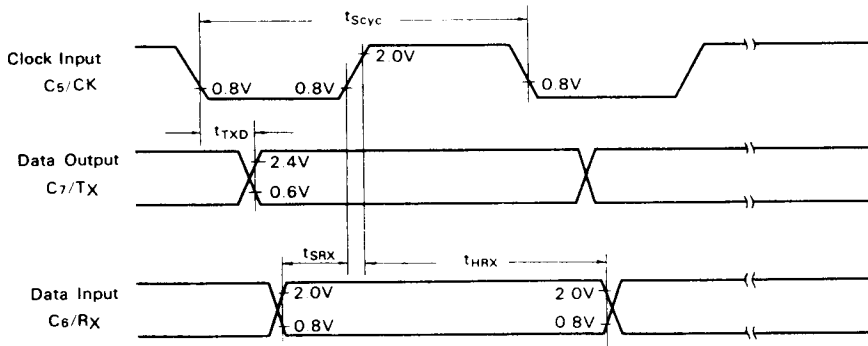 tScyc
Clock Input
C5/CK
2.0V
0.8V
0.8V
0.8V
tTXD
Data Output
C7/TX
2.4V
0.6V
tSRX
tHRX
Data Input
C6/RX
2.0V
2.0V
0.8V
0.8V